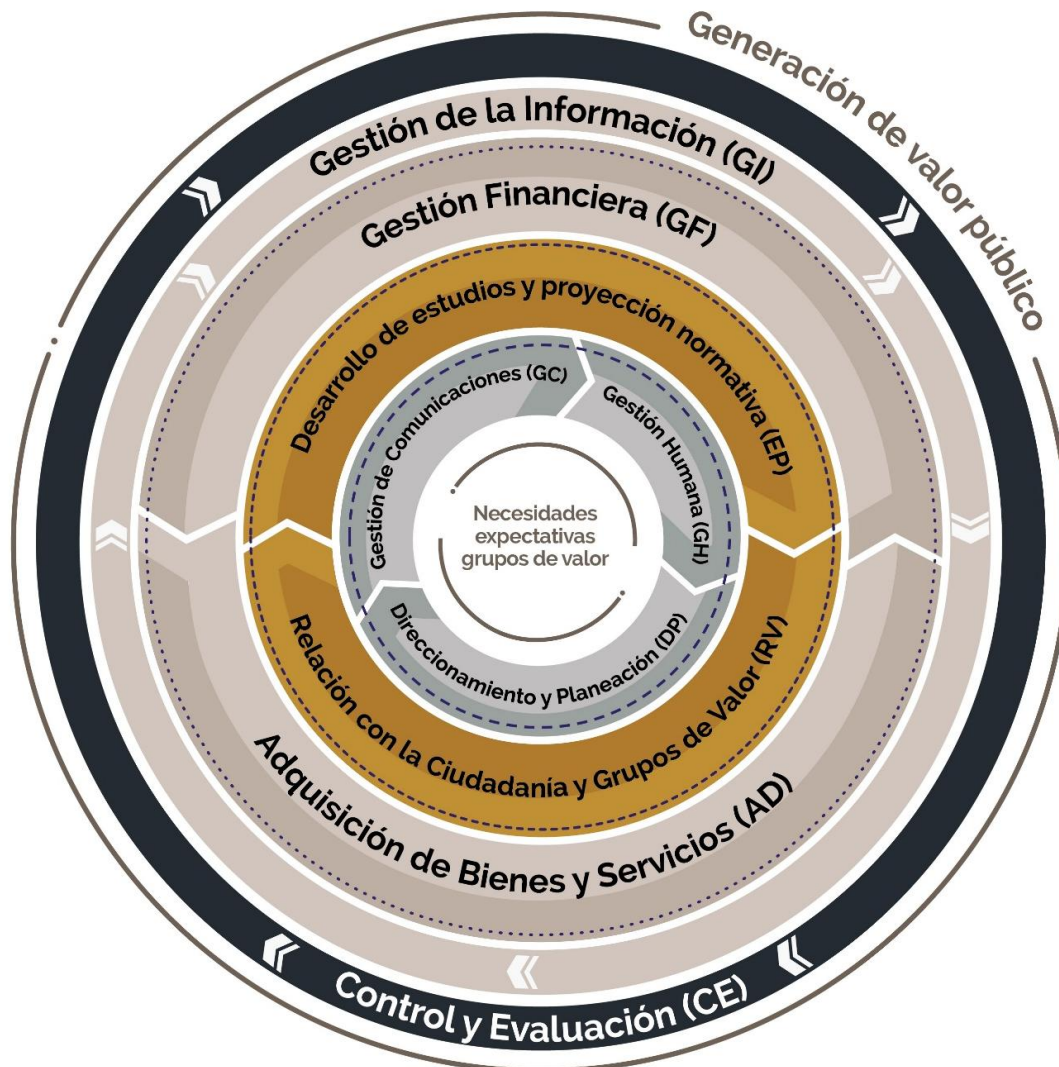 Generación de valor público
Gestión de la Información (GI)
Gestión Financiera (GF)
Desarrollo de estudios y proyección normativa (EP)
Gestión de Comunicaciones (GC)
Gestión Humana (GH)
Necesidades
expectativas
grupos de valor
Direccionamiento y Planeación (DP)
Relación con la Ciudadanía y Grupos de Valor (RV)
Adquisición de Bienes y Servicios (AD)
Control y Evaluación (CE)